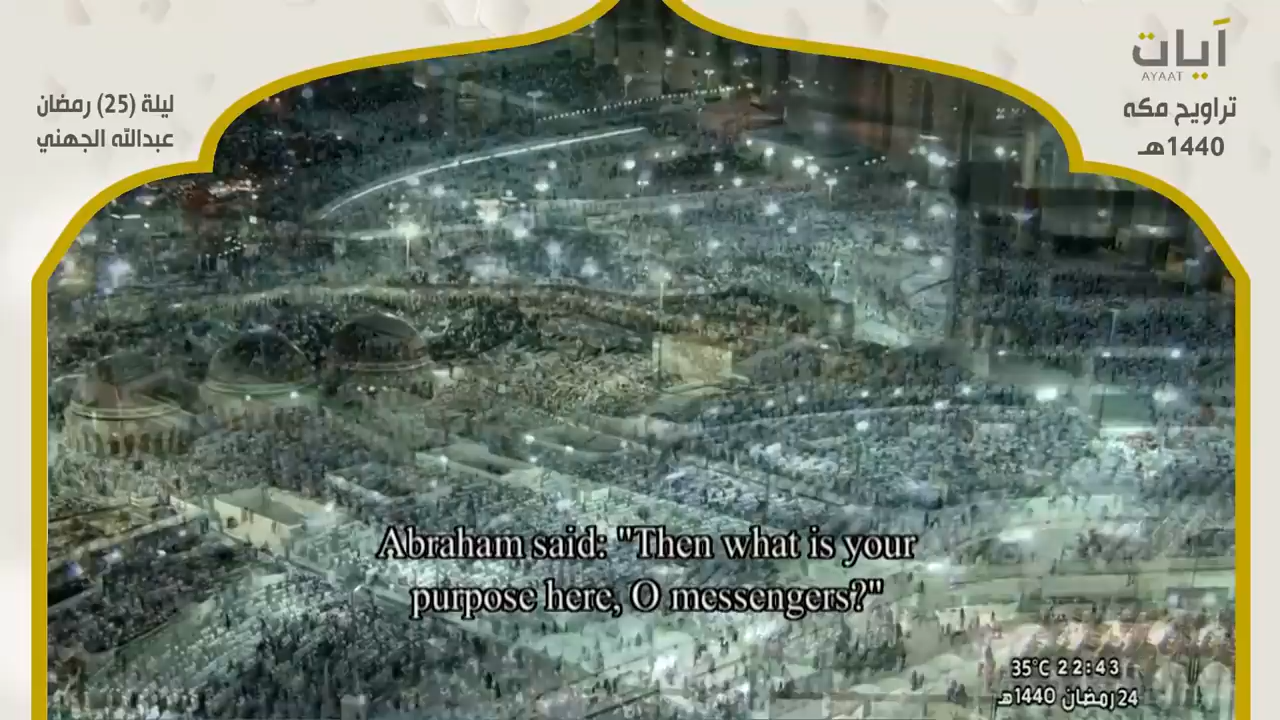 آيات
AYAAT
تراويح مكه
1440هـ
ليلة (25) رمضان
عبدالله الجهني
Abraham said: "Then what is your
purpose here, O messengers?"
35°C 22:43
24 رمضان 1440هـ